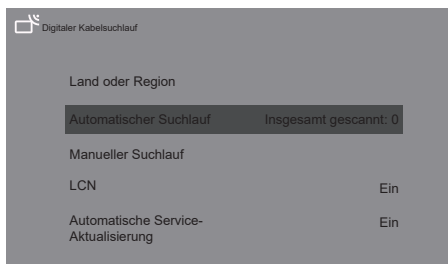 Digitaler Kabelsuchlauf
Land oder Region
Automatischer Suchlauf Insgesamt gescannt: 0
Manueller Suchlauf
LCN Ein
Automatische Service- Ein
Aktualisierung